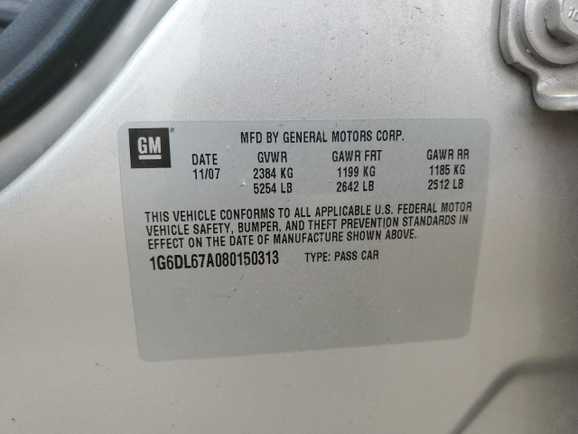 GM
MFD BY GENERAL MOTORS CORP.
DATE GVWR GAWR FRT GAWR RR
11/07 2384 KG 1199 KG 1185 KG
5254 LB 2642 LB 2512 LB
THIS VEHICLE CONFORMS TO ALL APPLICABLE U.S. FEDERAL MOTOR
VEHICLE SAFETY, BUMPER, AND THEFT PREVENTION STANDARDS IN
EFFECT ON THE DATE OF MANUFACTURE SHOWN ABOVE.
1G6DL67A080150313 TYPE: PASS CAR